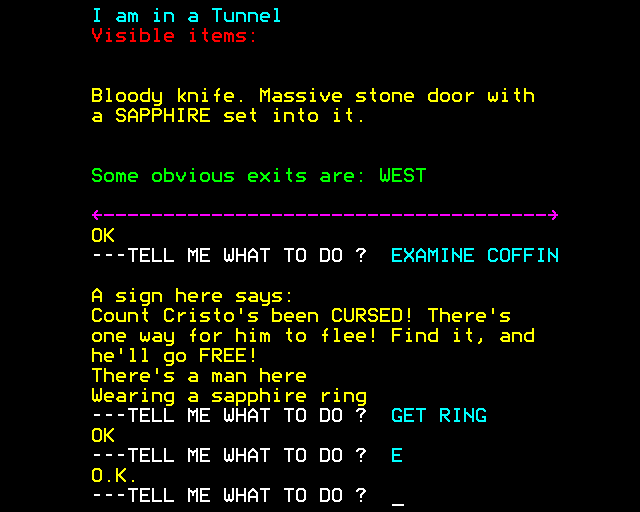 I am in a Tunnel
Visible items:
Bloody knife. Massive stone door with
a SAPPHIRE set into it.
Some obvious exits are: WEST
<--------------------------------------->
OK
---TELL ME WHAT TO DO ?  EXAMINE COFFIN
A sign here says:
Count Cristo's been CURSED! There's
one way for him to flee! Find it, and
he'll go FREE!
There's a man here
Wearing a sapphire ring
---TELL ME WHAT TO DO ?  GET RING
OK
---TELL ME WHAT TO DO ?  E
O.K.
---TELL ME WHAT TO DO ?  _